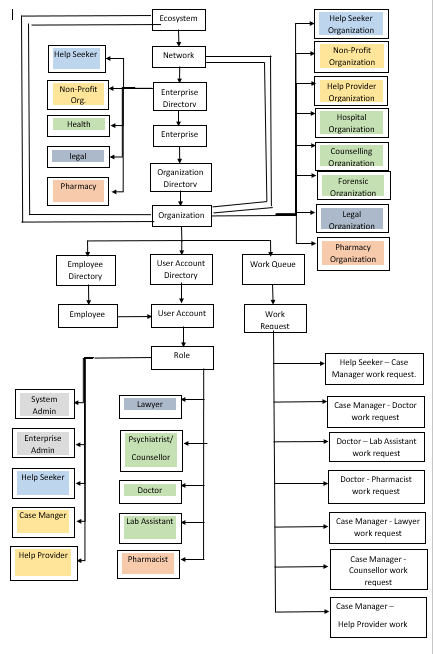 Ecosystem
Network
Enterprise
Directory
Enterprise
Organization
Directory
Organization
Help Seeker
Non-Profit
Org.
Health
legal
Pharmacy
Help Seeker
Organization
Non-Profit
Organization
Help Provider
Organization
Hospital
Organization
Counselling
Organization
Forensic
Organization
Legal
Organization
Pharmacy
Organization
Employee
Directory
User Account
Directory
Work Queue
Employee
User Account
Work
Request
Role
System
Admin
Enterprise
Admin
Help Seeker
Case Manger
Help Provider
Lawyer
Psychiatrist/
Counsellor
Doctor
Lab Assistant
Pharmacist
Help Seeker – Case
Manager work request.
Case Manager - Doctor
work request
Doctor – Lab Assistant
work request
Doctor - Pharmacist
work request
Case Manager - Lawyer
work request
Case Manager -
Counsellor work
request
Case Manager –
Help Provider work